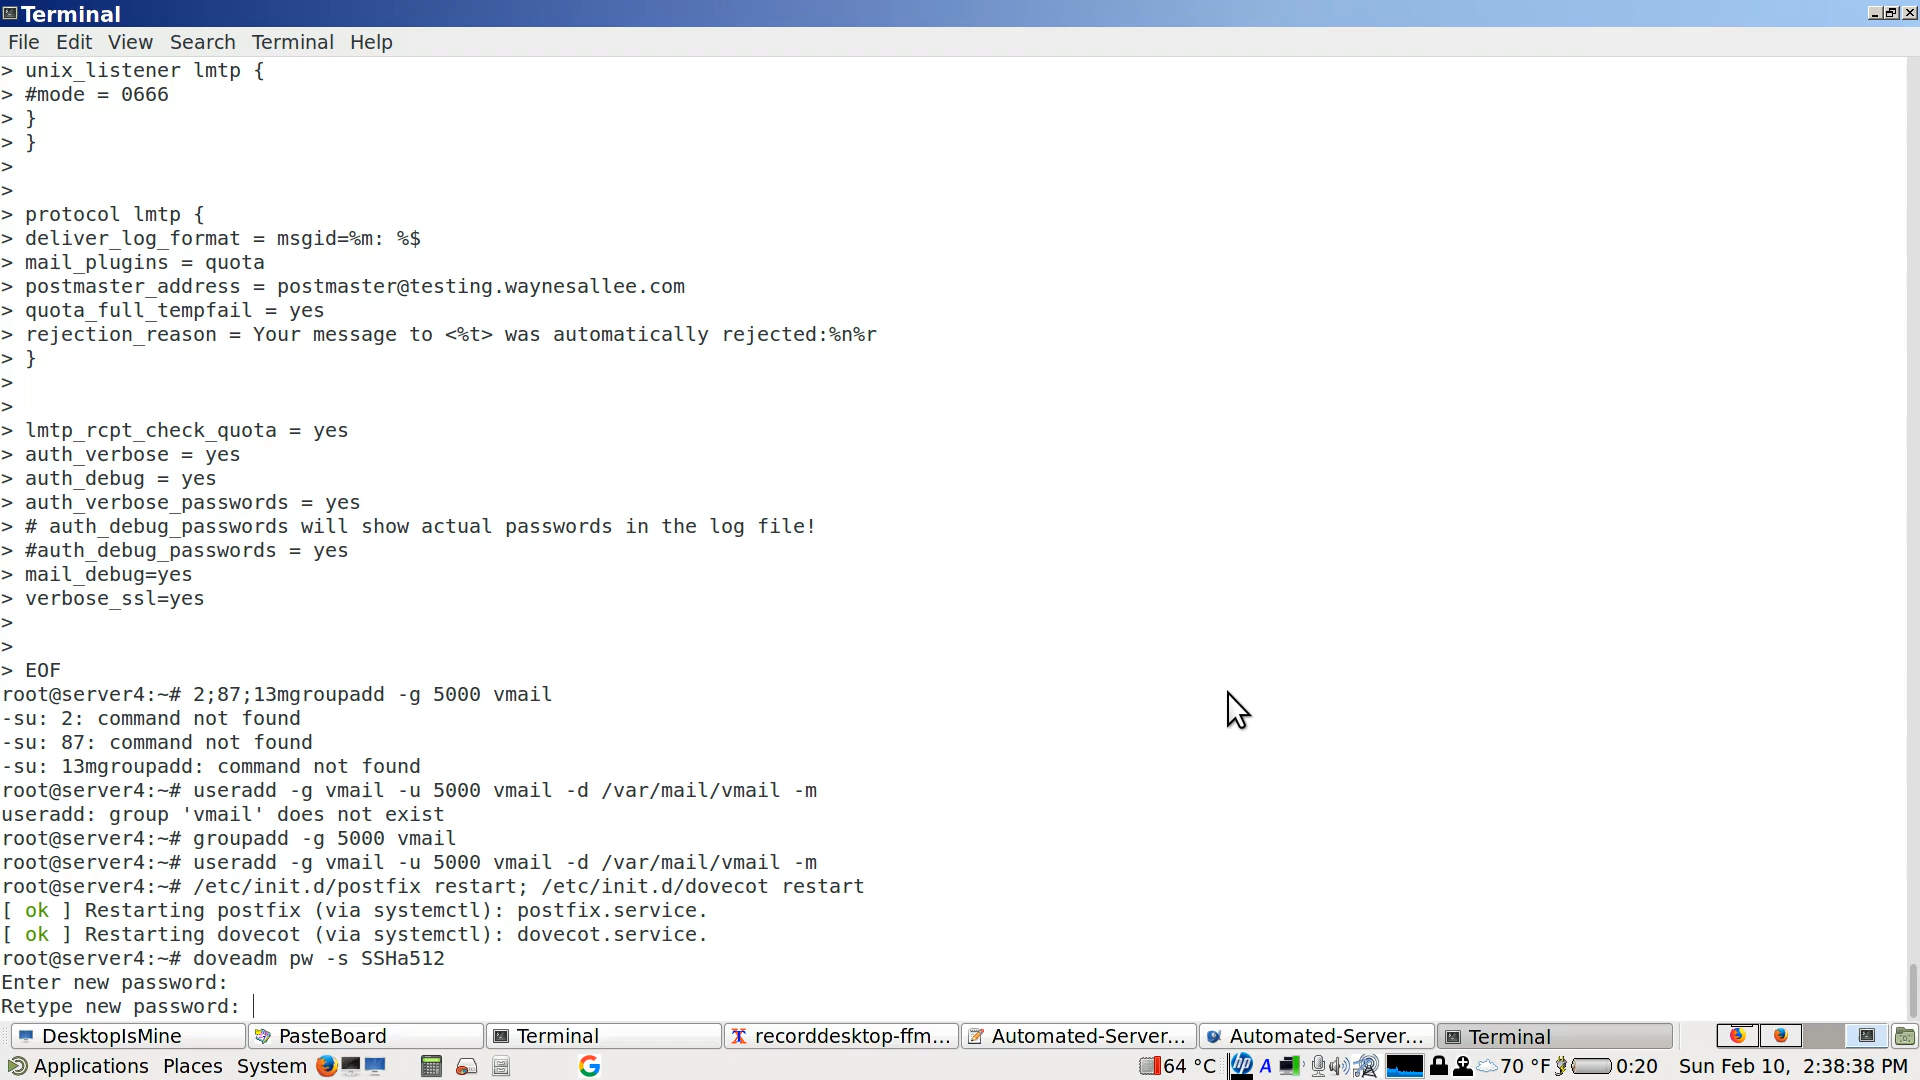 Terminal
File Edit View Search Terminal Help
> unix_listener lmtp {
> #mode = 0666
> }
> }
>
>
> protocol lmtp {
> deliver_log_format = msgid=%m: %$
> mail_plugins = quota
> postmaster_address = postmaster@testing.waynesallee.com
> quota_full_tempfail = yes
> rejection_reason = Your message to <%t> was automatically rejected:%n%r
> }
>
>
> lmtp_rcpt_check_quota = yes
> auth_verbose = yes
> auth_debug = yes
> auth_verbose_passwords = yes
> # auth_debug_passwords will show actual passwords in the log file!
> #auth_debug_passwords = yes
> mail_debug=yes
> verbose_ssl=yes
>
>
> EOF
root@server4:~# 2;87;13mgroupadd -g 5000 vmail
-su: 2: command not found
-su: 87: command not found
-su: 13mgroupadd: command not found
root@server4:~# useradd -g vmail -u 5000 vmail -d /var/mail/vmail -m
useradd: group 'vmail' does not exist
root@server4:~# groupadd -g 5000 vmail
root@server4:~# useradd -g vmail -u 5000 vmail -d /var/mail/vmail -m
root@server4:~# /etc/init.d/postfix restart; /etc/init.d/dovecot restart
[ ok ] Restarting postfix (via systemctl): postfix.service.
[ ok ] Restarting dovecot (via systemctl): dovecot.service.
root@server4:~# doveadm pw -s SSHa512
Enter new password:
Retype new password:
DesktopIsMine PasteBoard Terminal recorddesktop-ffm... Automated-Server... Automated-Server... Terminal
Applications Places System G 64 °C hp A 70 °F 0:20 Sun Feb 10, 2:38:38 PM